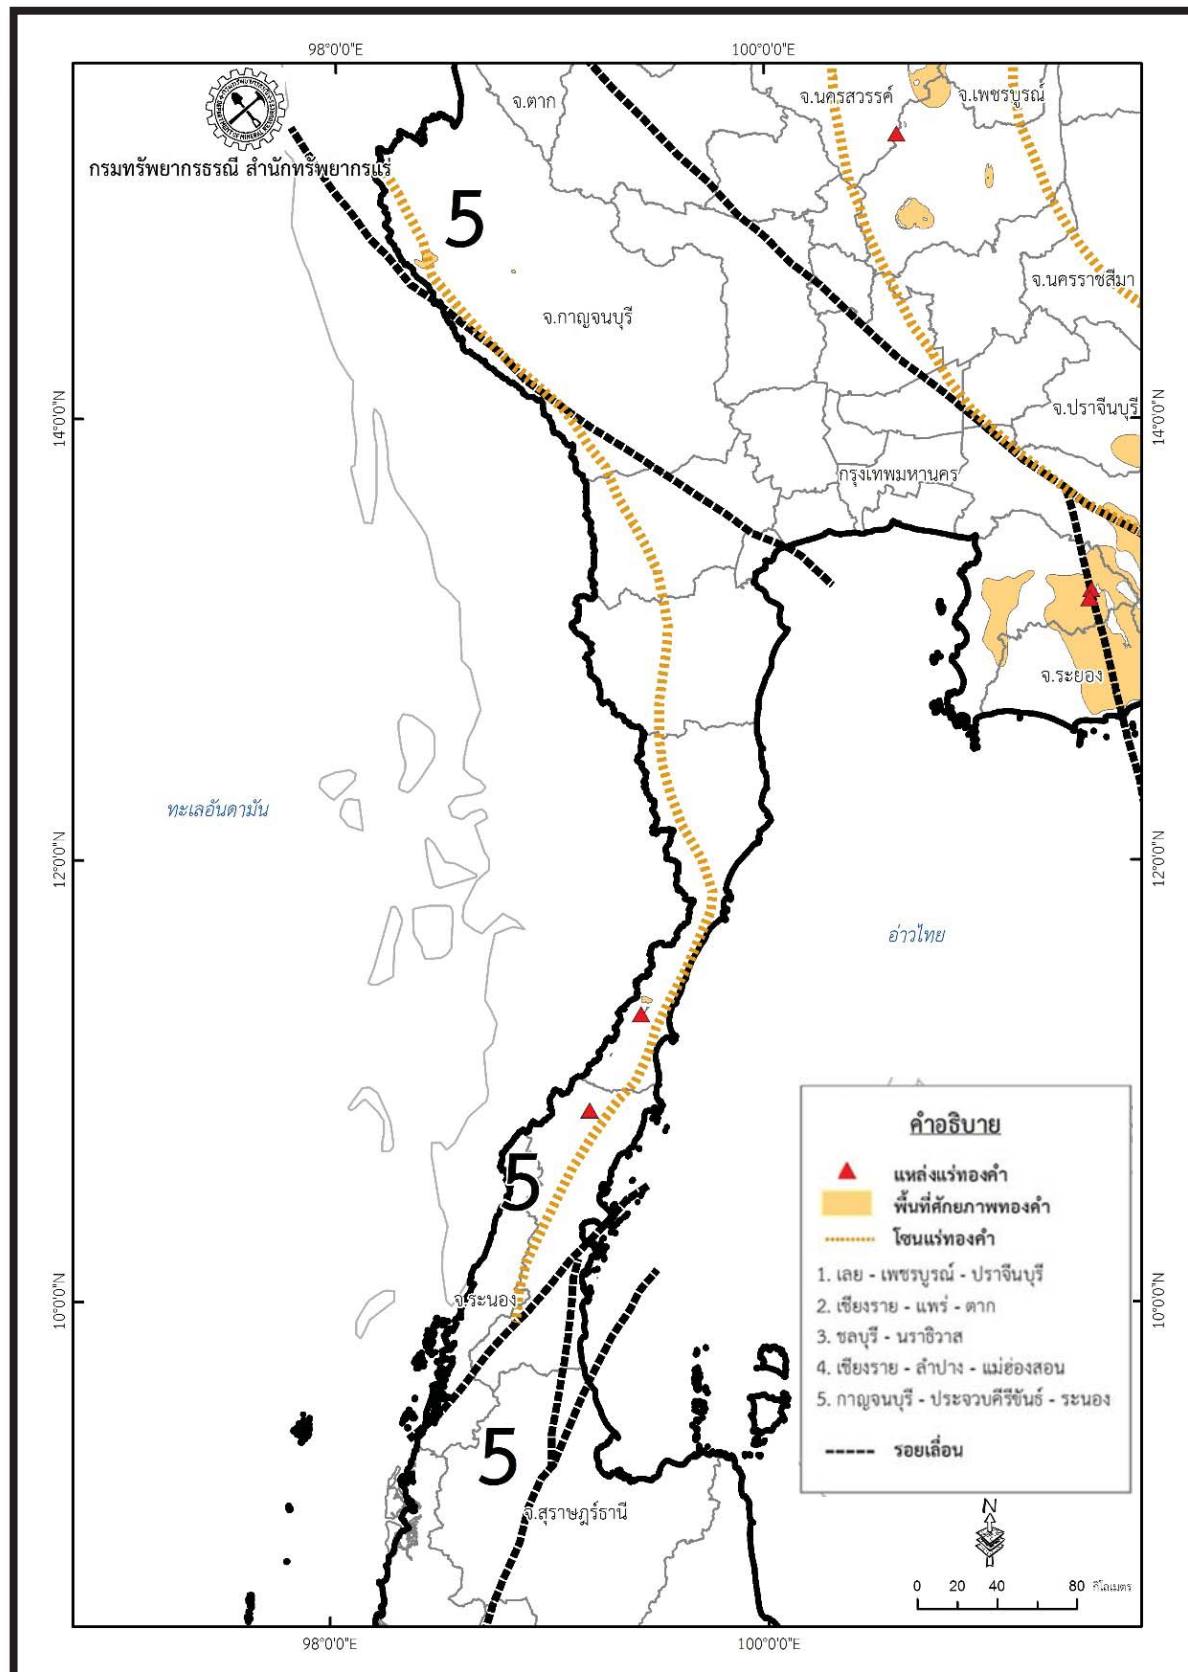 98°0'0"E
100°0'0"E
DEPARTMENT OF MINERAL RESOURCES
กรมทรัพยากรธรณี สำนักทรัพยากรแร่
จ.ตาก
จ.นครสวรรค์
จ.เพชรบูรณ์
5
จ.กาญจนบุรี
จ.นครราชสีมา
14°0'0"N
จ.ปราจีนบุรี
14°0'0"N
กรุงเทพมหานคร
จ.ระยอง
ทะเลอันดามัน
12°0'0"N
12°0'0"N
อ่าวไทย
5
จ.ระนอง
10°0'0"N
10°0'0"N
5
จ.สุราษฎร์ธานี
คำอธิบาย
แหล่งแร่ทองคำ
พื้นที่ศักยภาพทองคำ
โซนแร่ทองคำ
1. เลย - เพชรบูรณ์ - ปราจีนบุรี
2. เชียงราย - แพร่ - ตาก
3. ชลบุรี - นราธิวาส
4. เชียงราย - ลำปาง - แม่ฮ่องสอน
5. กาญจนบุรี - ประจวบคีรีขันธ์ - ระนอง
รอยเลื่อน
N
0 20 40 80 กิโลเมตร
98°0'0"E
100°0'0"E